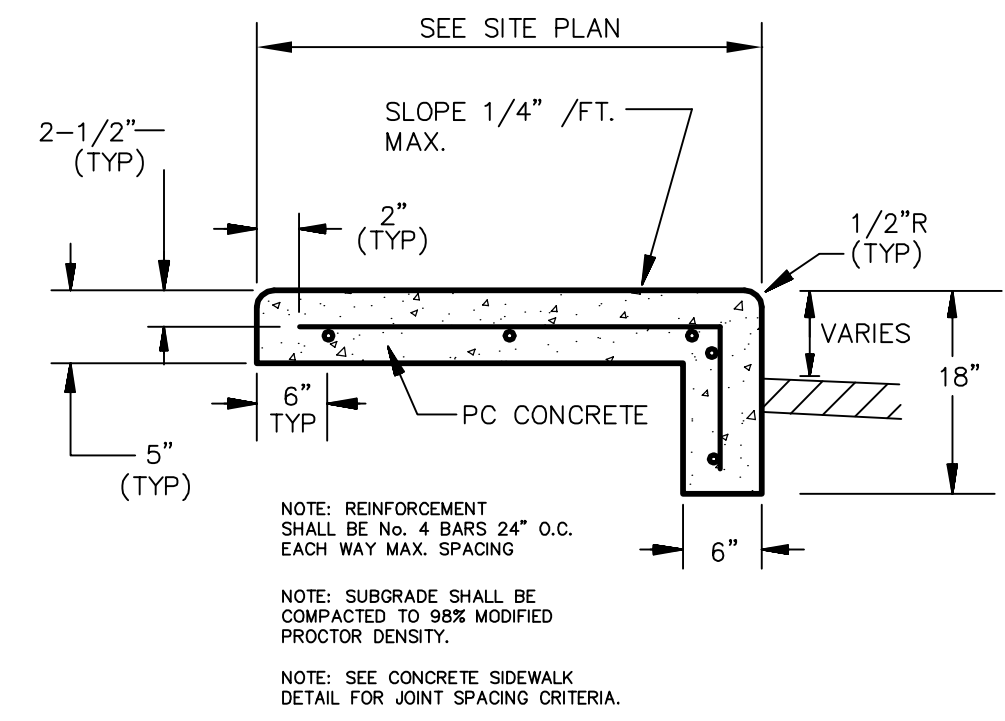 SEE SITE PLAN
SLOPE 1/4" /FT.
MAX.
2-1/2"
(TYP)
2"
(TYP)
1/2"R
(TYP)
VARIES
18"
6"
TYP
PC CONCRETE
5"
(TYP)
6"
NOTE: REINFORCEMENT
SHALL BE No. 4 BARS 24" O.C.
EACH WAY MAX. SPACING
NOTE: SUBGRADE SHALL BE
COMPACTED TO 98% MODIFIED
PROCTOR DENSITY.
NOTE: SEE CONCRETE SIDEWALK
DETAIL FOR JOINT SPACING CRITERIA.